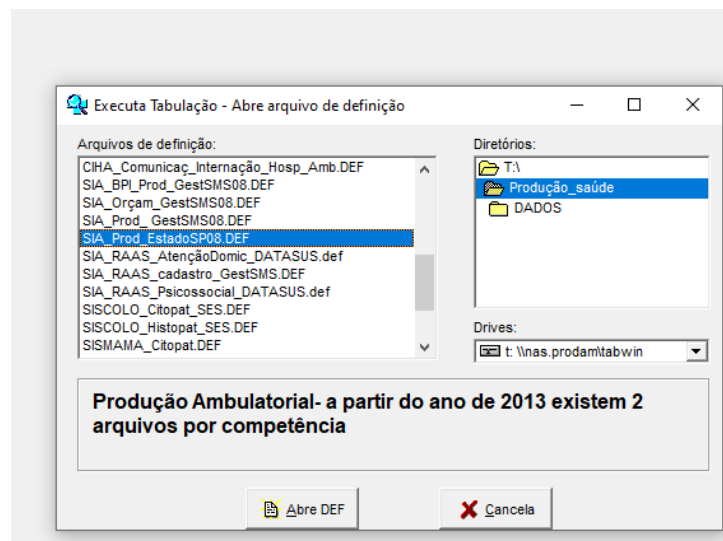 Executa Tabulação - Abre arquivo de definição
Arquivos de definição:
CIHA_Comunicaç_Internação_Hosp_Amb.DEF
SIA_BPI_Prod_GestSMS08.DEF
SIA_Orçam_GestSMS08.DEF
SIA_Prod_ GestSMS08.DEF
SIA_Prod_EstadoSP08.DEF
SIA_RAAS_AtençãoDomic_DATASUS.def
SIA_RAAS_cadastro_GestSMS.DEF
SIA_RAAS_Psicossocial_DATASUS.def
SISCOLO_Citopat_SES.DEF
SISCOLO_Histopat_SES.DEF
SISMAMA_Citopat.DEF
Diretórios:
T:\
Produção_saúde
DADOS
Drives:
t: \\nas.prodam\tabwin
Produção Ambulatorial- a partir do ano de 2013 existem 2
arquivos por competência
Abre DEF
Cancela